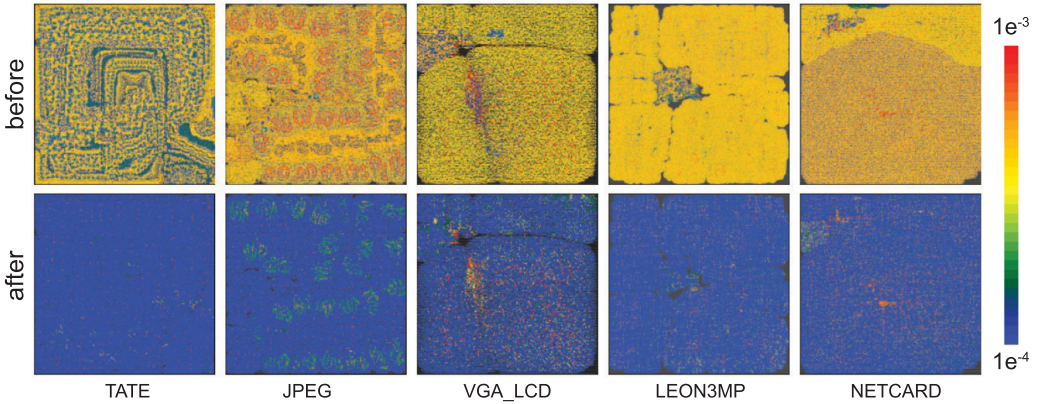 before
1e⁻³
after
1e⁻⁴
TATE JPEG VGA_LCD LEON3MP NETCARD